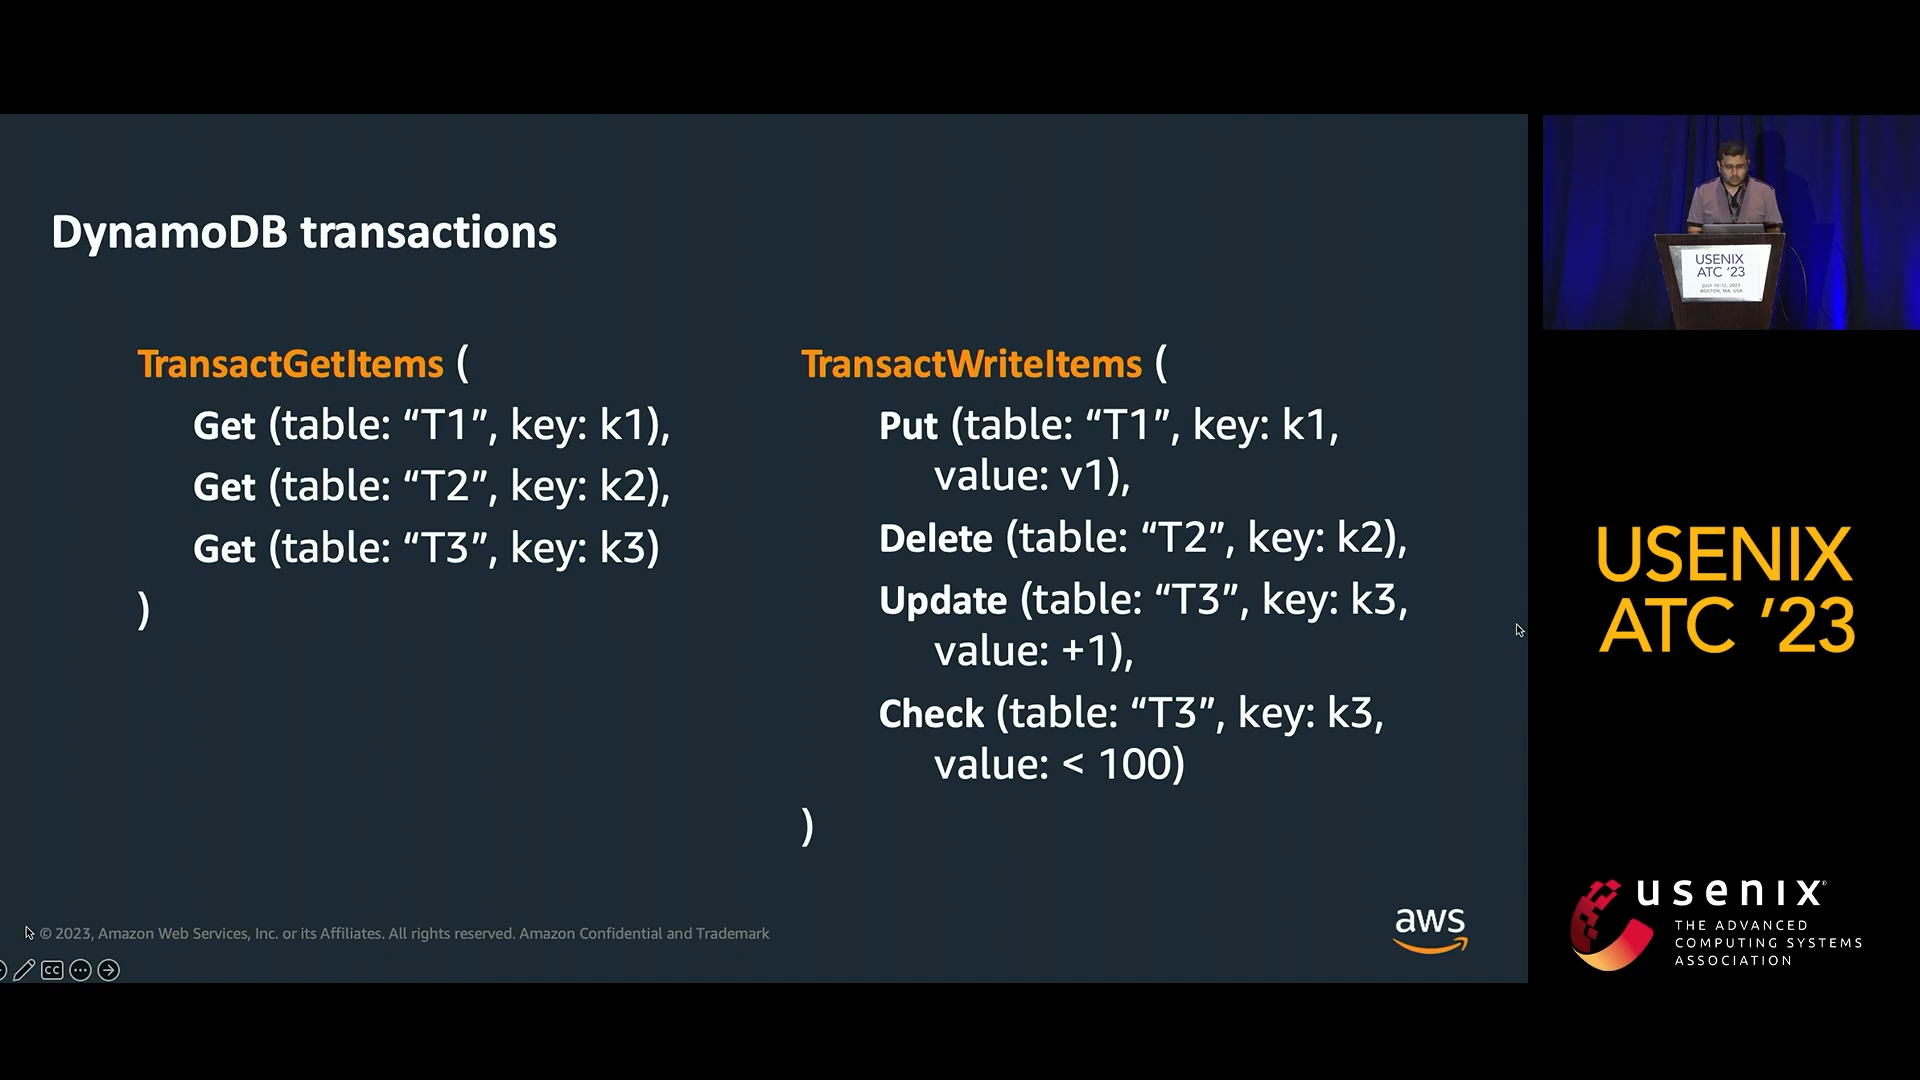 DynamoDB transactions
TransactGetItems (
Get (table: “T1”, key: k1),
Get (table: “T2”, key: k2),
Get (table: “T3”, key: k3)
)
TransactWriteItems (
Put (table: “T1”, key: k1,
value: v1),
Delete (table: “T2”, key: k2),
Update (table: “T3”, key: k3,
value: +1),
Check (table: “T3”, key: k3,
value: < 100)
)
© 2023, Amazon Web Services, Inc. or its Affiliates. All rights reserved. Amazon Confidential and Trademark
aws
CC
USENIX
ATC ’23
JULY 10–12, 2023
BOSTON, MA, USA
USENIX
ATC ’23
usenix®
THE ADVANCED
COMPUTING SYSTEMS
ASSOCIATION